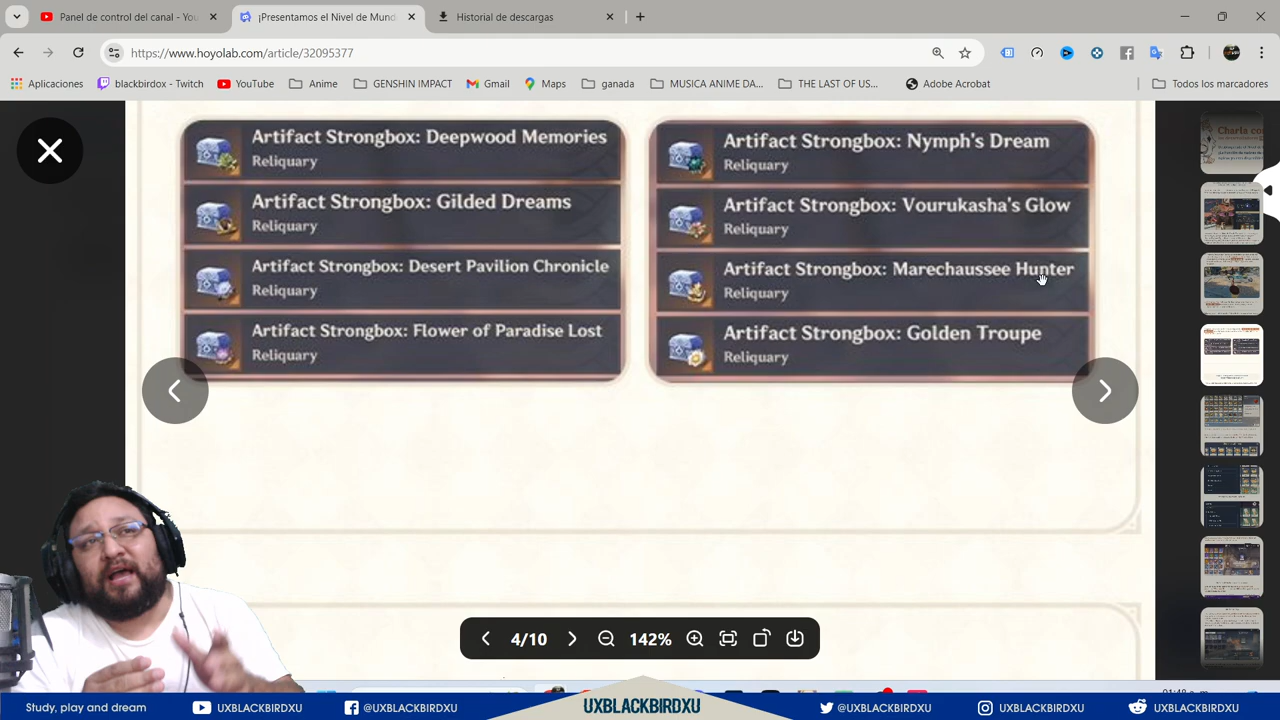 Panel de control del canal - You
¡Presentamos el Nivel de Mund
Historial de descargas
https://www.hoyolab.com/article/32095377
Aplicaciones
blackbirdox - Twitch
YouTube
Anime
GENSHIN IMPACT
Gmail
Maps
ganada
MUSICA ANIME DA...
THE LAST OF US...
Adobe Acrobat
Todos los marcadores
Artifact Strongbox: Deepwood Memories
Reliquary
Artifact Strongbox: Gilded Dreams
Reliquary
Artifact Strongbox: Desert Pavilion Chronicle
Reliquary
Artifact Strongbox: Flower of Paradise Lost
Reliquary
Artifact Strongbox: Nymph's Dream
Reliquary
Artifact Strongbox: Vourukasha's Glow
Reliquary
Artifact Strongbox: Marechaussee Hunter
Reliquary
Artifact Strongbox: Golden Troupe
Reliquary
4/10
142%
Study, play and dream
UXBLACKBIRDXU
@UXBLACKBIRDXU
UXBLACKBIRDXU
@UXBLACKBIRDXU
UXBLACKBIRDXU
UXBLACKBIRDXU